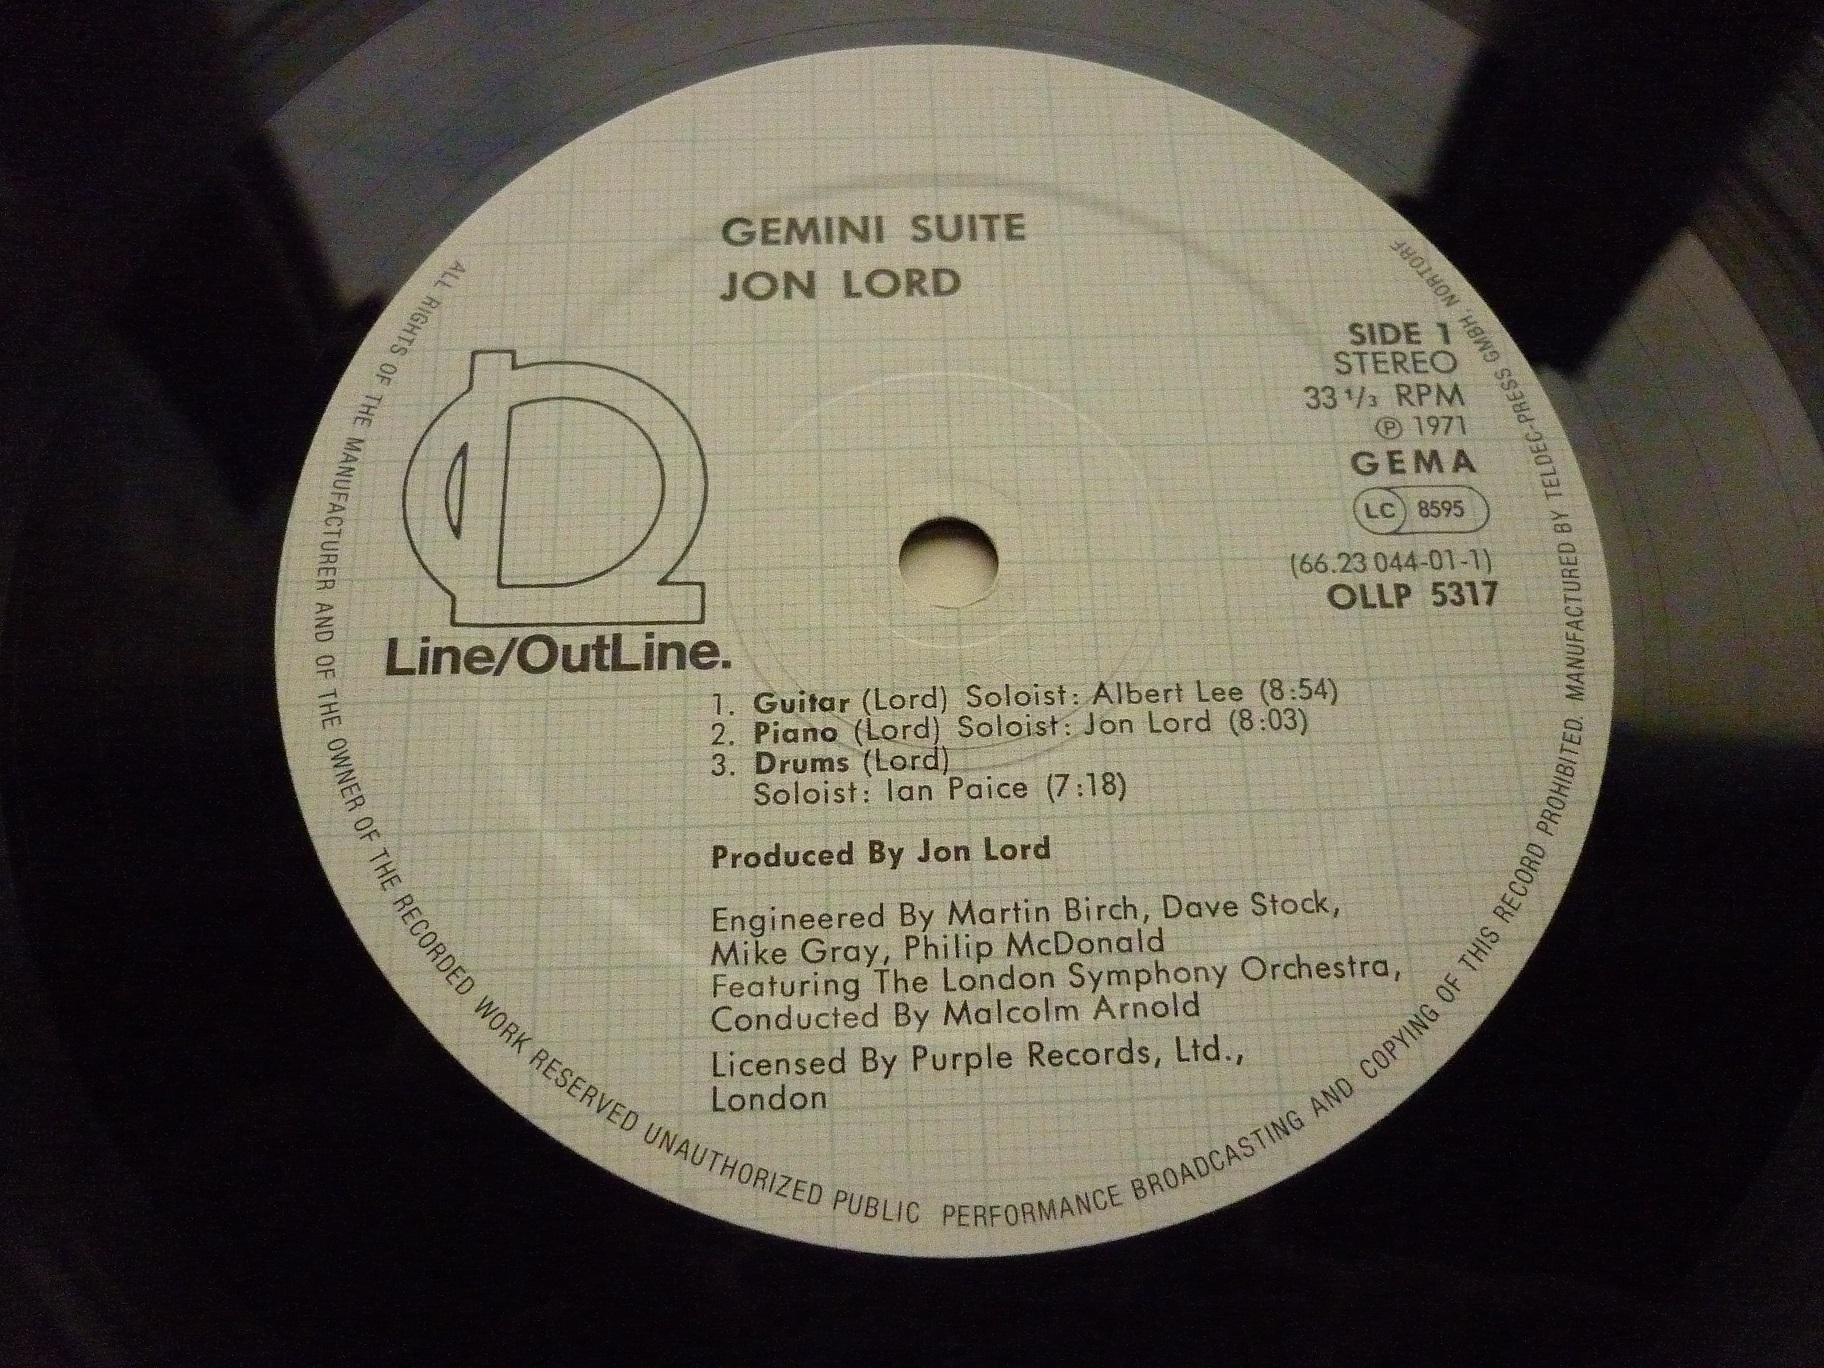 GEMINI SUITE
JON LORD
SIDE 1
STEREO
33 1/3 RPM
℗ 1971
GEMA
LC 8595
(66.23 044-01-1)
OLLP 5317
Line/OutLine.
1. Guitar (Lord) Soloist: Albert Lee (8:54)
2. Piano (Lord) Soloist: Jon Lord (8:03)
3. Drums (Lord)
Soloist: Ian Paice (7:18)
Produced By Jon Lord
Engineered By Martin Birch, Dave Stock,
Mike Gray, Philip McDonald
Featuring The London Symphony Orchestra,
Conducted By Malcolm Arnold
Licensed By Purple Records, Ltd.,
London
ALL RIGHTS OF THE MANUFACTURER AND OF THE OWNER OF THE RECORDED WORK RESERVED UNAUTHORIZED PUBLIC PERFORMANCE BROADCASTING AND COPYING OF THIS RECORD PROHIBITED. MANUFACTURED BY TELDEC-PRESS GMBH, NORTORF